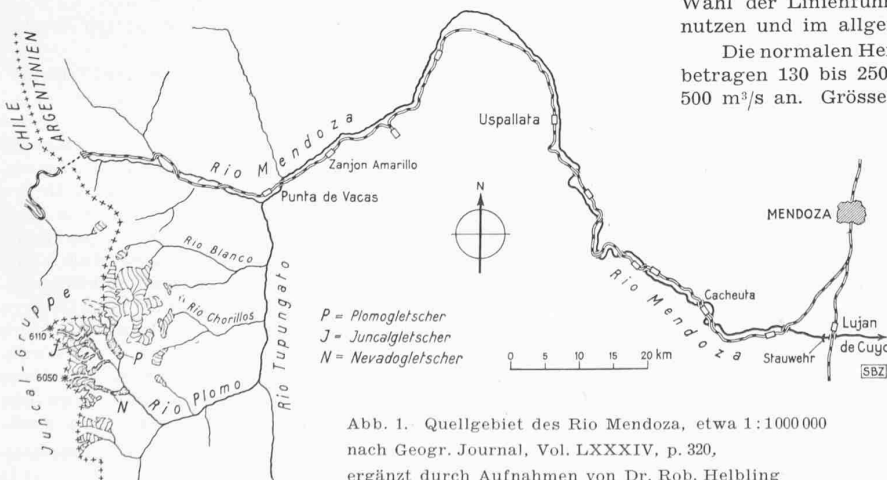 Wahl der Linienführ
nutzen und im allge
Die normalen Her
betragen 130 bis 250
500 m³/s an. Grösse
CHILE
ARGENTINIEN
Rio Mendoza
Uspallata
Zanjon Amarillo
Punta de Vacas
N
MENDOZA
Rio Blanco
Rio Mendoza
Rio Tupungato
Cacheuta
Rio Chorillos
Juncal-Gruppe
6110
J
P
6050
N
Rio Plomo
P = Plomogletscher
J = Juncalgletscher
N = Nevadogletscher
0 5 10 15 20 km
Lujan
de Cuyo
Stauwehr
SBZ
Abb. 1. Quellgebiet des Rio Mendoza, etwa 1:1000000
nach Geogr. Journal, Vol. LXXXIV, p. 320,
ergänzt durch Aufnahmen von Dr. Rob. Helbling